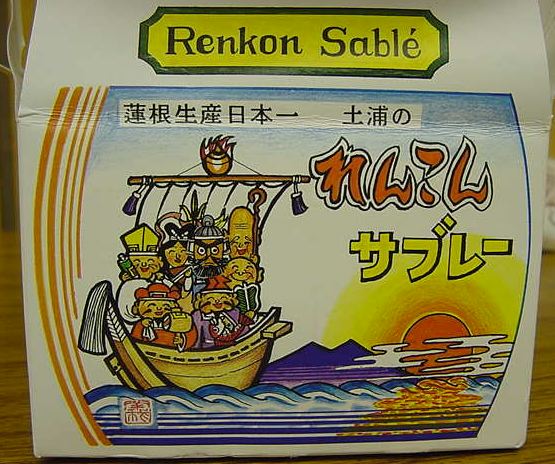 Renkon Sablé
蓮根生産日本一 土浦の
れんこん
サブレー